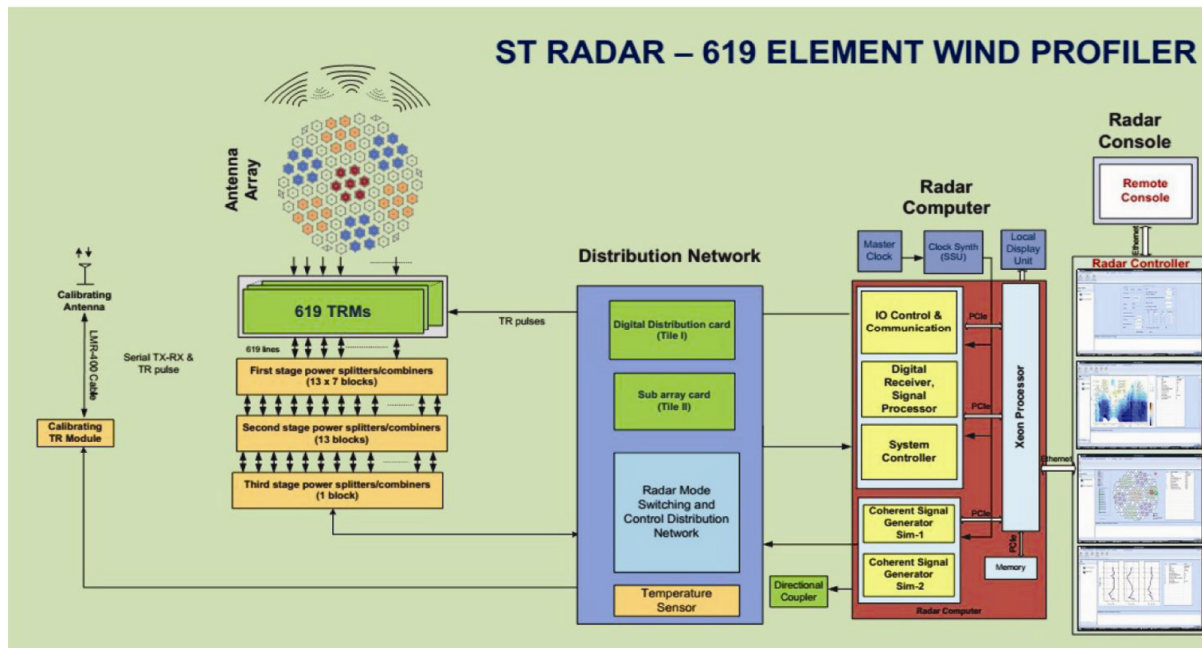 ST RADAR – 619 ELEMENT WIND PROFILER
Antenna
Array
Calibrating
Antenna
LMR-400 Cable
Serial TX-RX &
TR pulse
Calibrating
TR Module
619 TRMs
619 lines
First stage power splitters/combiners
(13 x 7 blocks)
Second stage power splitters/combiners
(13 blocks)
Third stage power splitters/combiners
(1 block)
TR pulses
Distribution Network
Digital Distribution card
(Tile I)
Sub array card
(Tile II)
Radar Mode
Switching and
Control Distribution
Network
Temperature
Sensor
Directional
Coupler
Radar
Computer
Master
Clock
Clock Synth
(SSU)
Local
Display
Unit
IO Control &
Communication
PCIe
Digital
Receiver,
Signal
Processor
PCIe
System
Controller
Xeon Processor
Coherent Signal
Generator
Sim-1
PCIe
Coherent Signal
Generator
Sim-2
PCIe
Memory
Radar Computer
Radar
Console
Remote
Console
Ethernet
Radar Controller
Ethernet